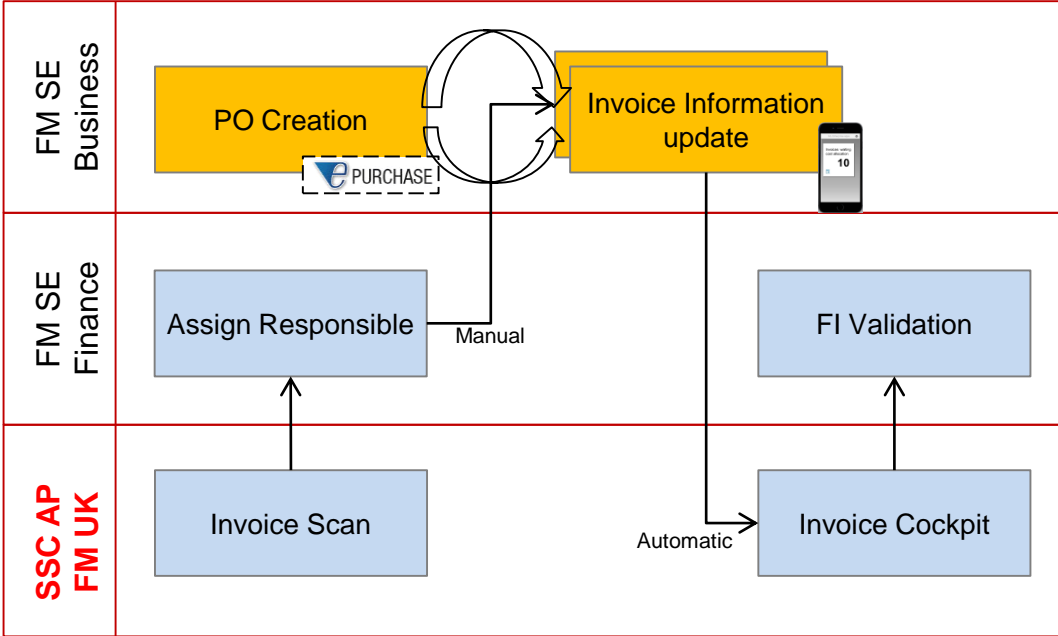 FM SE
Business
PO Creation
e PURCHASE
Invoice Information
update
10
FM SE
Finance
Assign Responsible
Manual
FI Validation
SSC AP
FM UK
Invoice Scan
Automatic
Invoice Cockpit